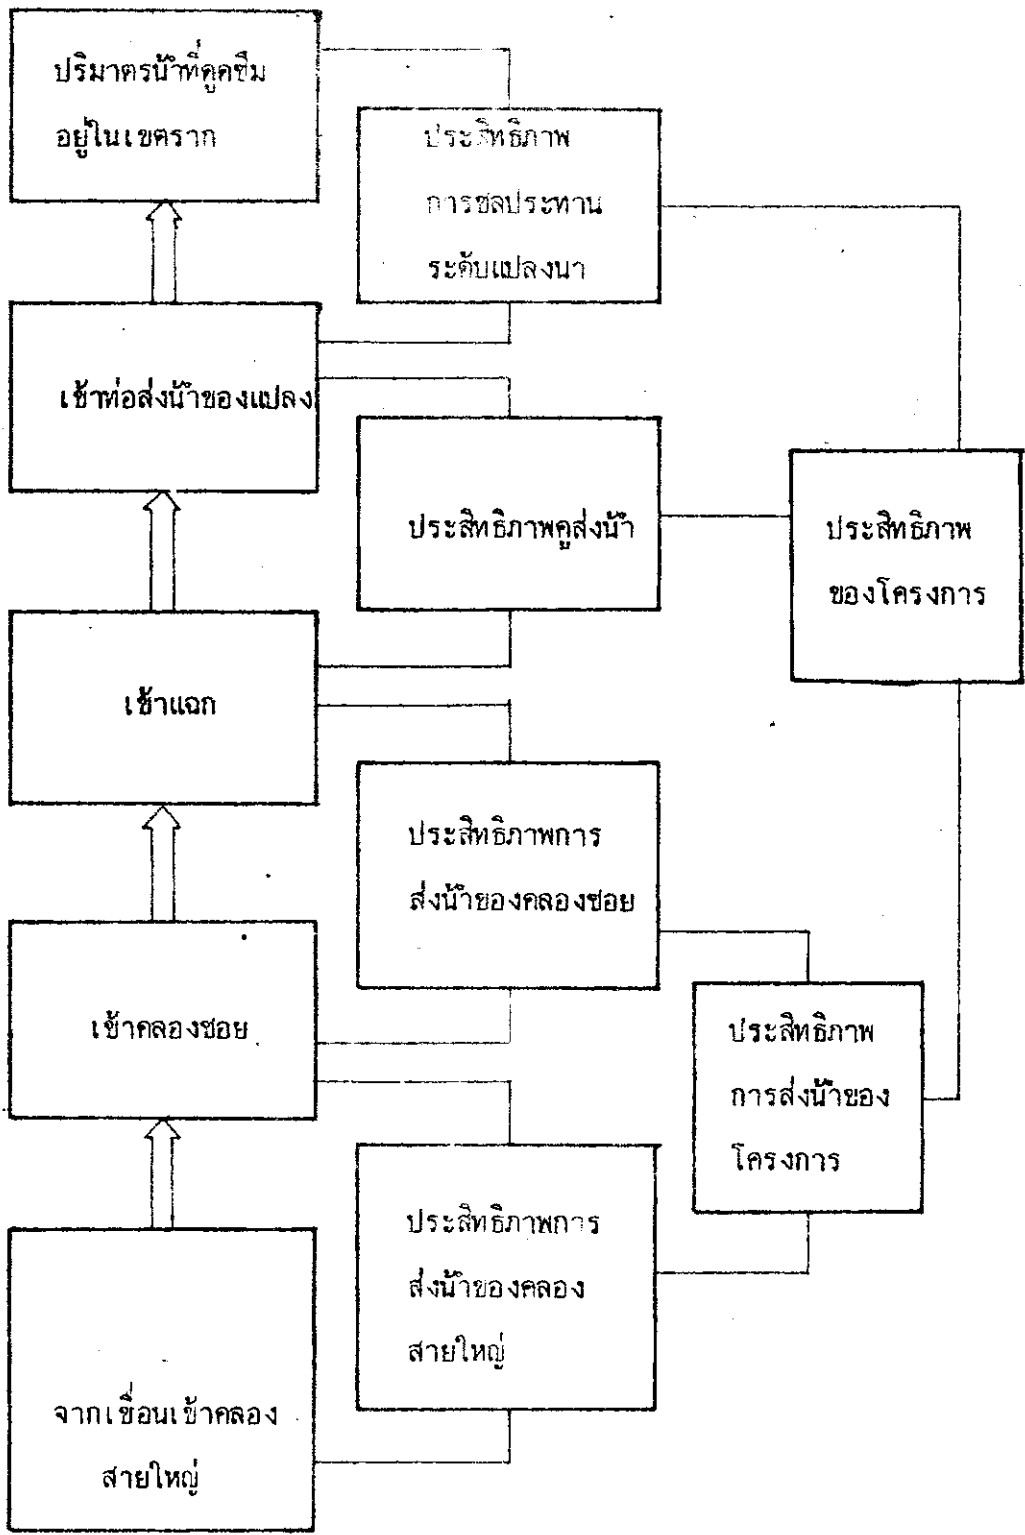 ปริมาตรน้ำที่ดูดซึม
อยู่ในเขตราก
ประสิทธิภาพ
การชลประทาน
ระดับแปลงนา
เข้าท่อส่งน้ำของแปลง
ประสิทธิภาพคูส่งน้ำ
ประสิทธิภาพ
ของโครงการ
เข้าแฉก
ประสิทธิภาพการ
ส่งน้ำของคลองซอย
เข้าคลองซอย
ประสิทธิภาพ
การส่งน้ำของ
โครงการ
ประสิทธิภาพการ
ส่งน้ำของคลอง
สายใหญ่
จากเขื่อนเข้าคลอง
สายใหญ่